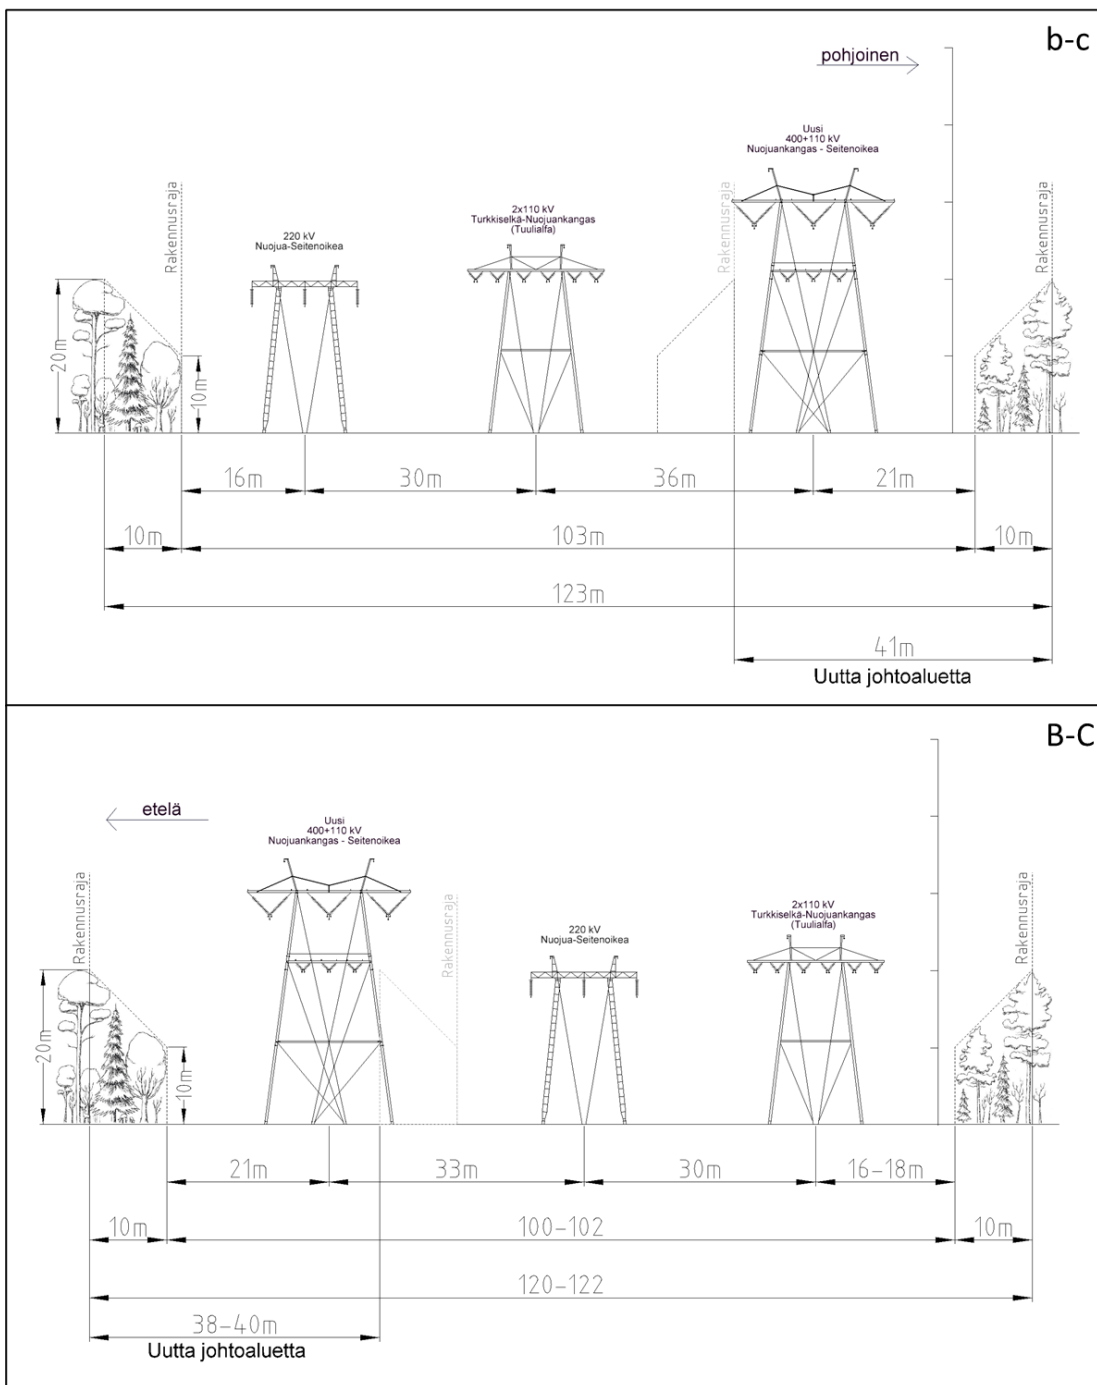 b-c
pohjoinen
Uusi
400+110 kV
Nuojuankangas - Seitenoikea
Rakennusraja
Rakennusraja
Rakennusraja
2x110 kV
Turkkiselkä-Nuojuankangas
(Tuulialfa)
220 kV
Nuojua-Seitenoikea
20m
10m
16m
30m
36m
21m
10m
103m
10m
123m
41m
Uutta johtoaluetta
B-C
etelä
Uusi
400+110 kV
Nuojuankangas - Seitenoikea
Rakennusraja
Rakennusraja
Rakennusraja
2x110 kV
Turkkiselkä-Nuojuankangas
(Tuulialfa)
220 kV
Nuojua-Seitenoikea
20m
10m
21m
33m
30m
16-18m
10m
100-102
10m
120-122
38-40m
Uutta johtoaluetta